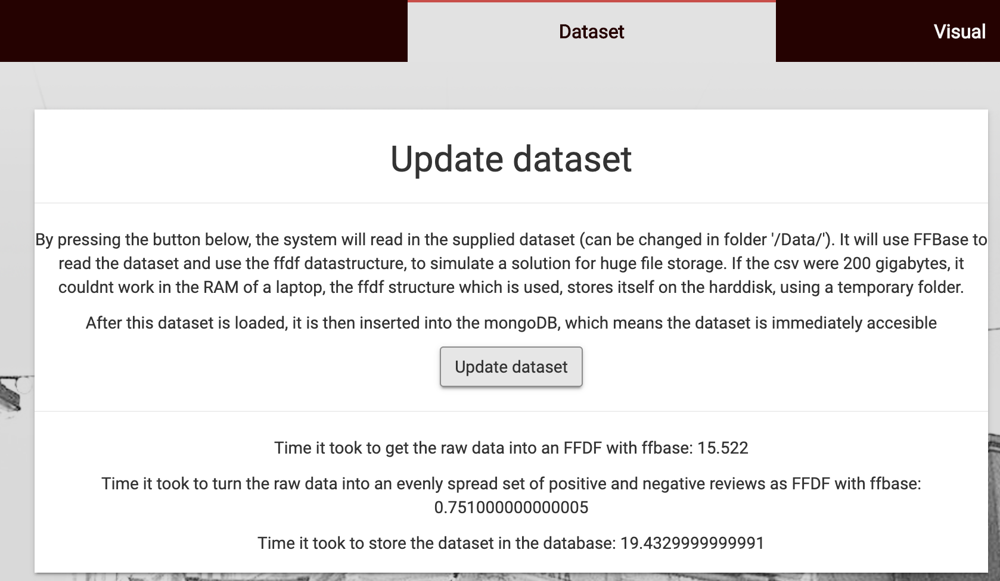 Dataset
Visual
Update dataset
By pressing the button below, the system will read in the supplied dataset (can be changed in folder '/Data/'). It will use FFBase to
read the dataset and use the ffdf datastructure, to simulate a solution for huge file storage. If the csv were 200 gigabytes, it
couldnt work in the RAM of a laptop, the ffdf structure which is used, stores itself on the harddisk, using a temporary folder.
After this dataset is loaded, it is then inserted into the mongoDB, which means the dataset is immediately accesible
Update dataset
Time it took to get the raw data into an FFDF with ffbase: 15.522
Time it took to turn the raw data into an evenly spread set of positive and negative reviews as FFDF with ffbase:
0.751000000000005
Time it took to store the dataset in the database: 19.4329999999991